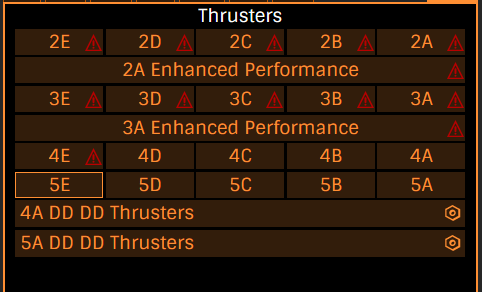 Thrusters
2E 2D 2C 2B 2A
2A Enhanced Performance
3E 3D 3C 3B 3A
3A Enhanced Performance
4E 4D 4C 4B 4A
5E 5D 5C 5B 5A
4A DD DD Thrusters
5A DD DD Thrusters